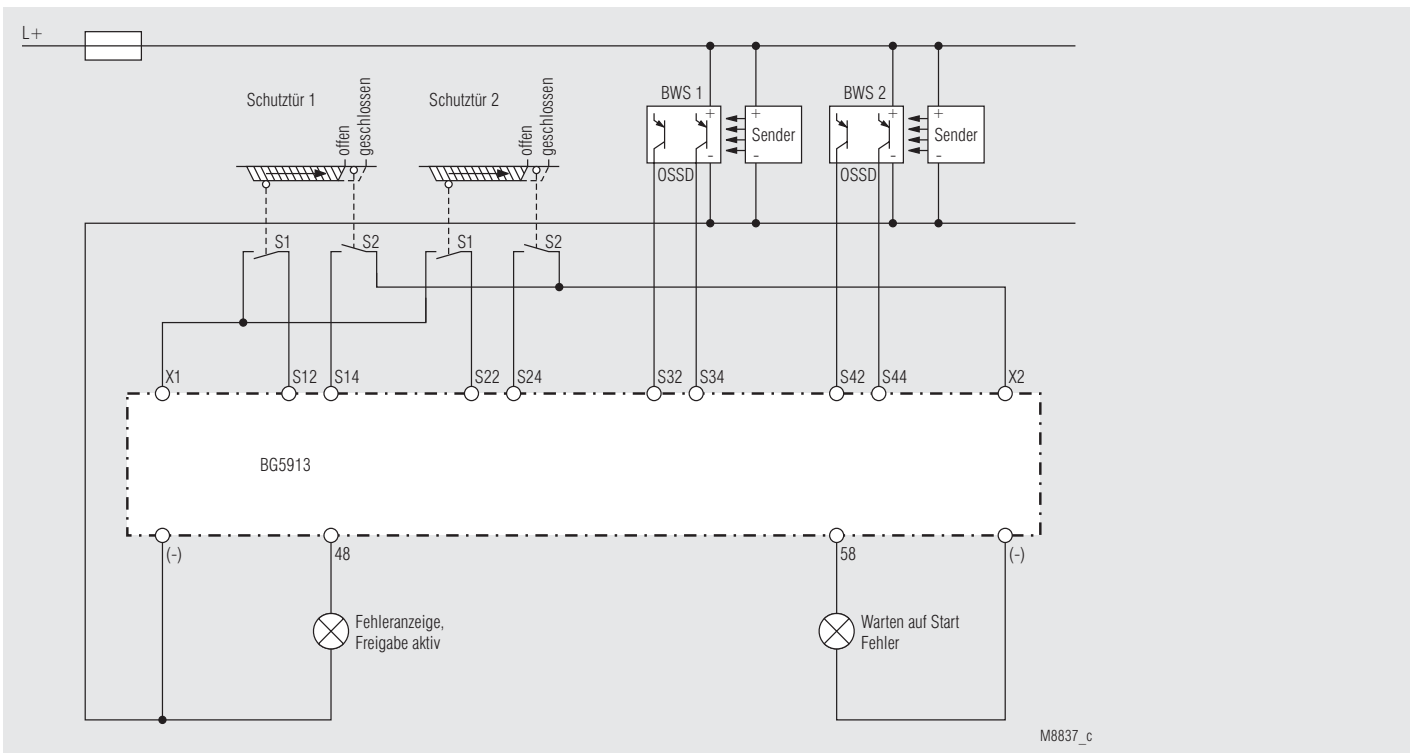 L+
Schutztür 1
offen
geschlossen
Schutztür 2
offen
geschlossen
BWS 1
+
-
OSSD
+
Sender
-
BWS 2
+
-
OSSD
+
Sender
-
S1
S2
S1
S2
X1
S12
S14
S22
S24
S32
S34
S42
S44
X2
BG5913
(-)
48
58
(-)
Fehleranzeige,
Freigabe aktiv
Warten auf Start
Fehler
M8837_c